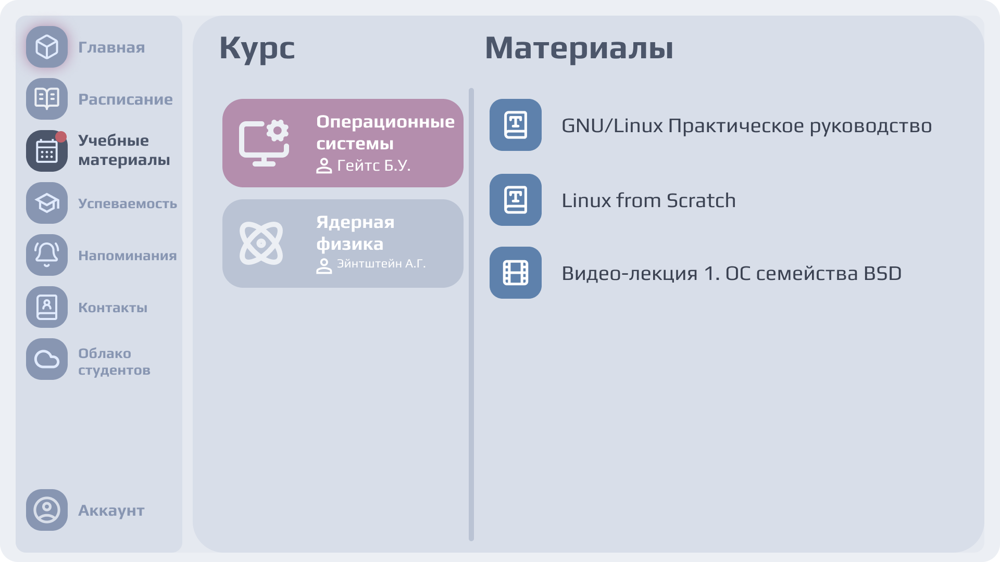 Главная
Расписание
Учебные
материалы
Успеваемость
Напоминания
Контакты
Облако
студентов
Аккаунт
Курс
Операционные
системы
Гейтс Б.У.
Ядерная
физика
Эйнтштейн А.Г.
Материалы
GNU/Linux Практическое руководство
Linux from Scratch
Видео-лекция 1. ОС семейства BSD